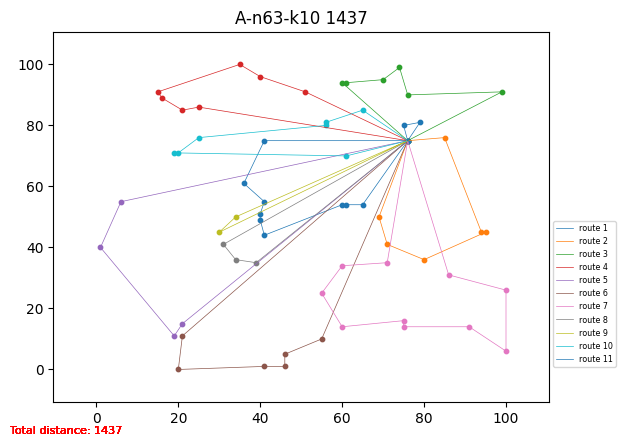 A-n63-k10 1437
100
80
60
40
20
0
0 20 40 60 80 100
route 1
route 2
route 3
route 4
route 5
route 6
route 7
route 8
route 9
route 10
route 11
Total distance: 1437